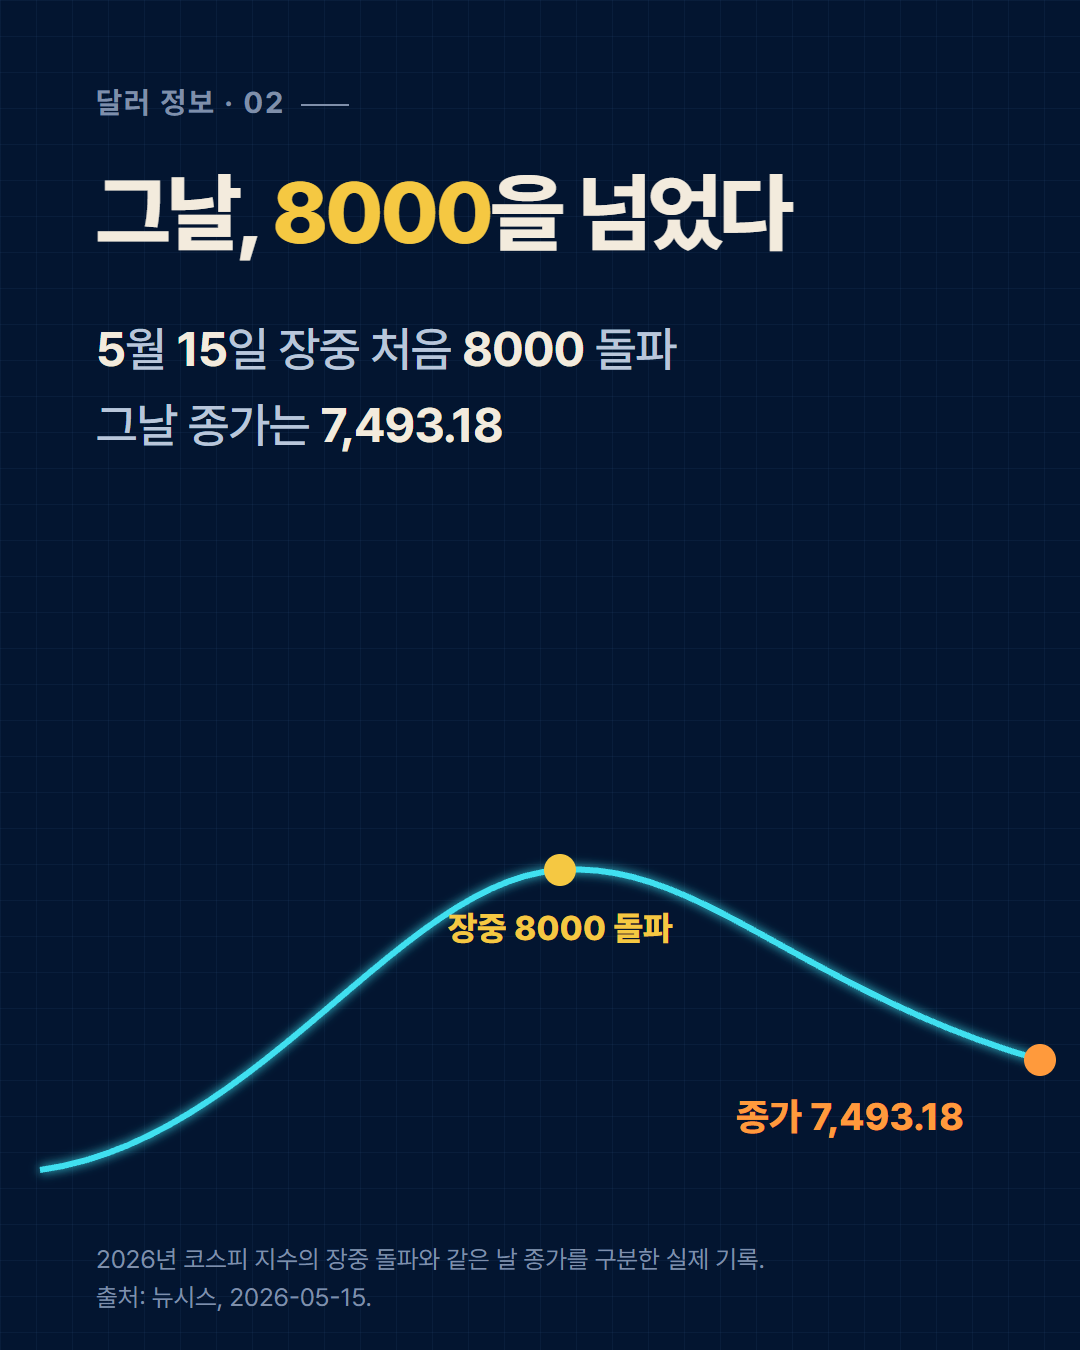 달러 정보 · 02
그날, 8000을 넘었다
5월 15일 장중 처음 8000 돌파
그날 종가는 7,493.18
장중 8000 돌파
종가 7,493.18
2026년 코스피 지수의 장중 돌파와 같은 날 종가를 구분한 실제 기록.
출처: 뉴시스, 2026-05-15.